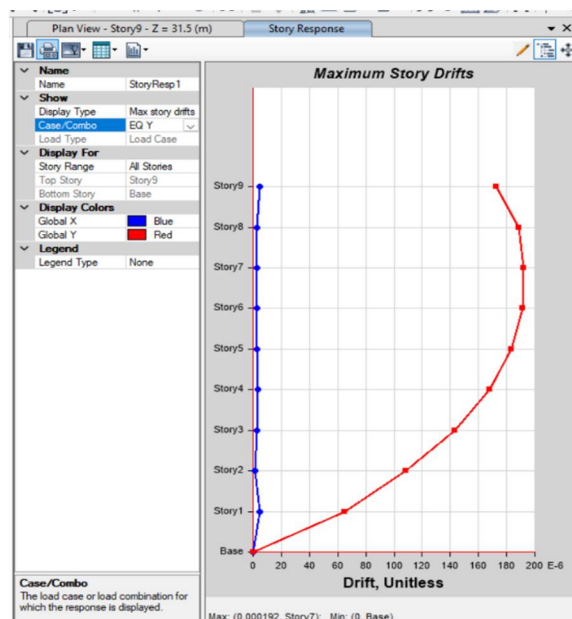 Plan View - Story9 - Z = 31.5 (m)
Story Response
Name
Name StoryResp1
Show
Display Type Max story drifts
Case/Combo EQ Y
Load Type Load Case
Display For
Story Range All Stories
Top Story Story9
Bottom Story Base
Display Colors
Global X Blue
Global Y Red
Legend
Legend Type None
Case/Combo
The load case or load combination for
which the response is displayed.
Maximum Story Drifts
Story9
Story8
Story7
Story6
Story5
Story4
Story3
Story2
Story1
Base
0 20 40 60 80 100 120 140 160 180 200 E-6
Drift, Unitless
Max: (0.000192, Story7); Min: (0, Base)